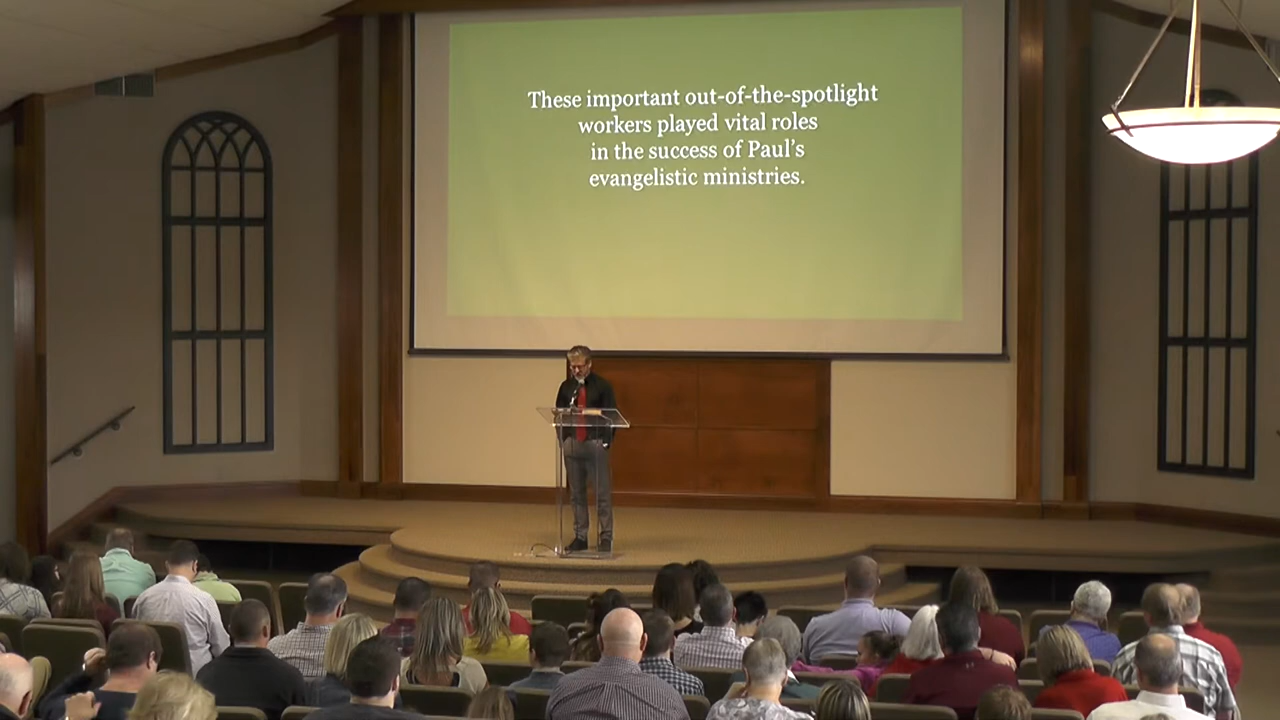 These important out-of-the-spotlight
workers played vital roles
in the success of Paul's
evangelistic ministries.